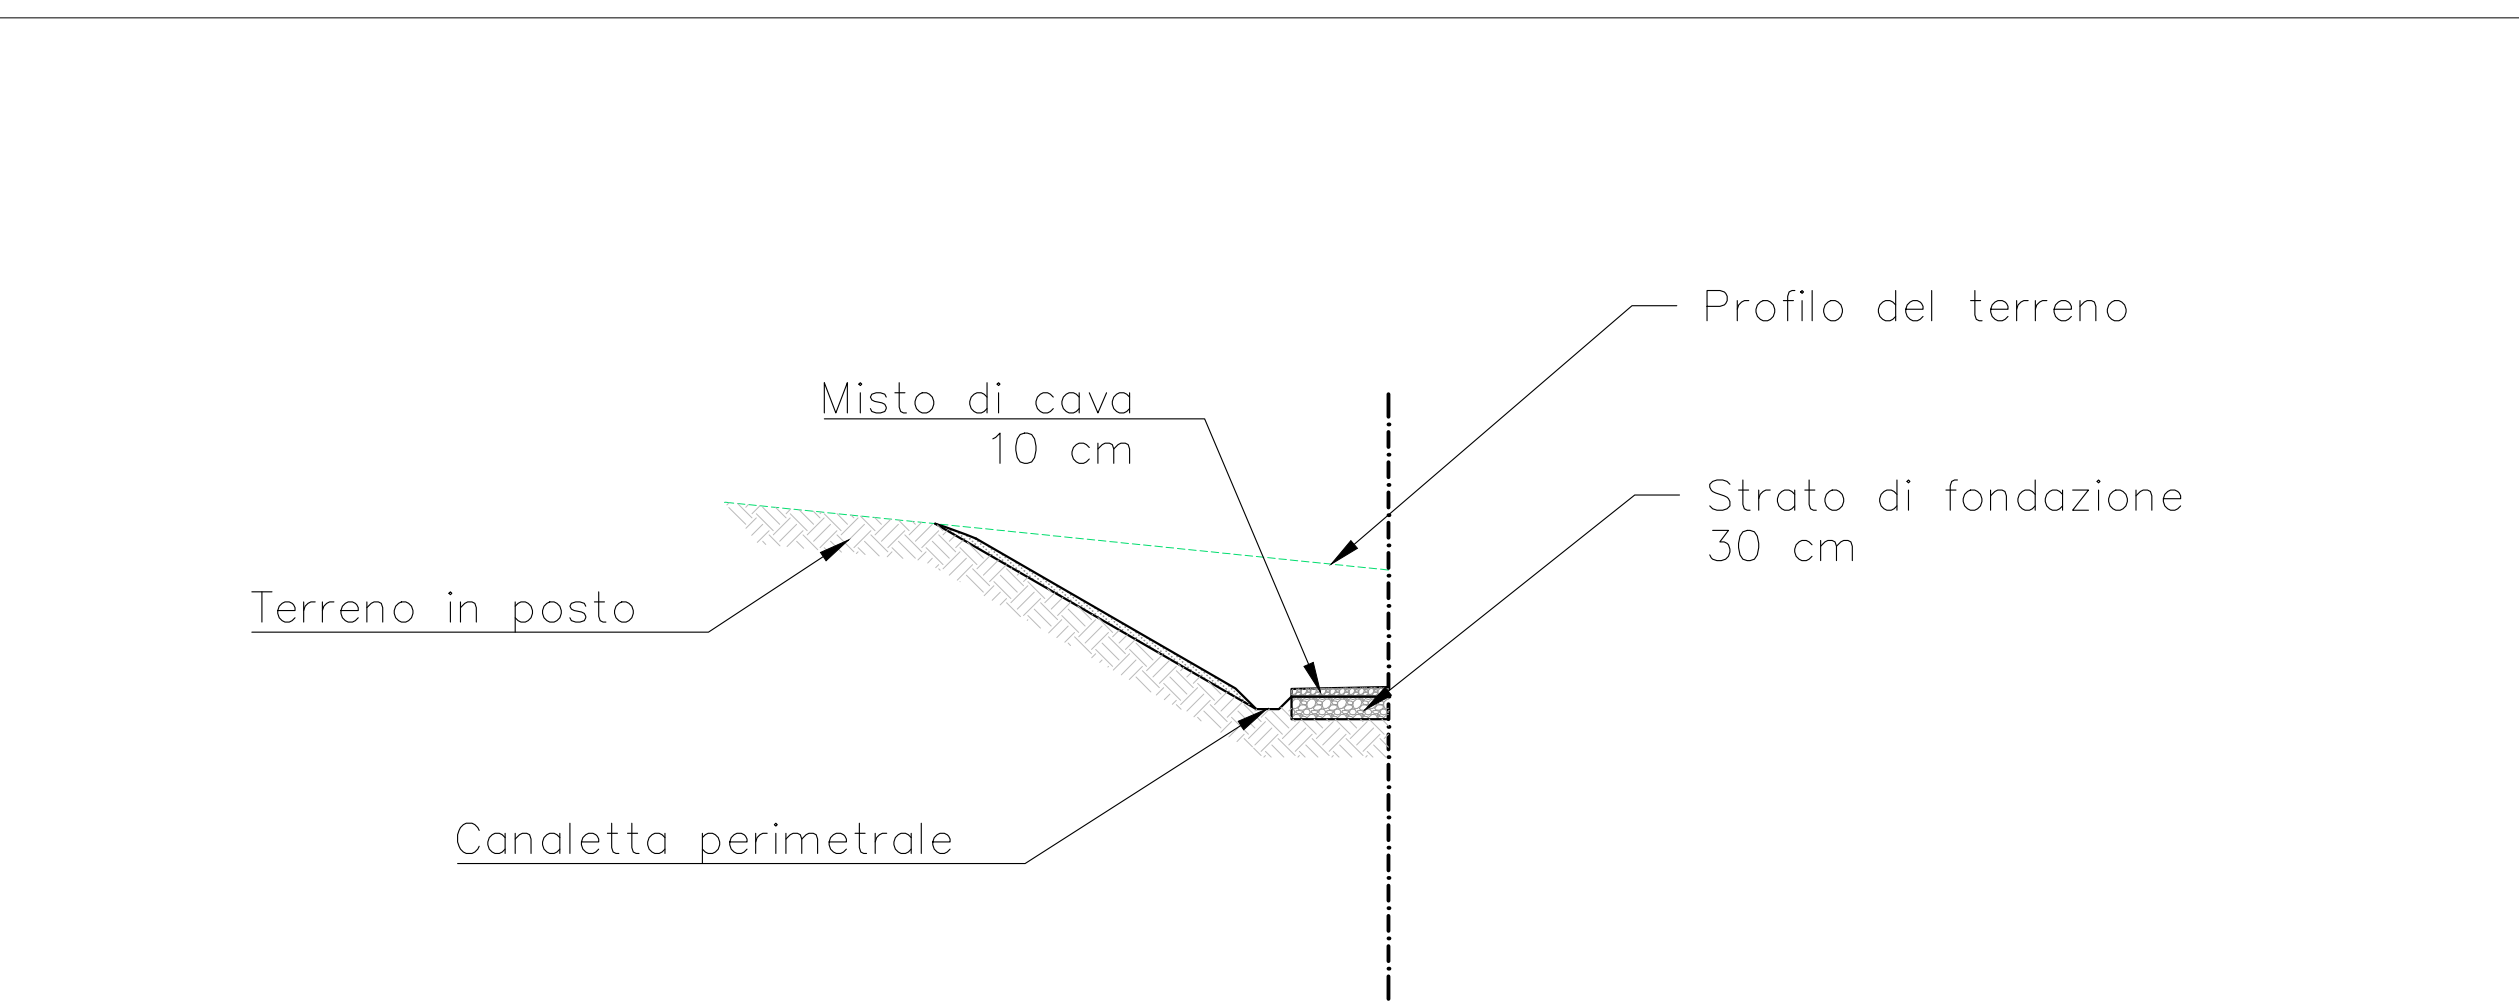 Profilo del terreno
Misto di cava
10 cm
Strato di fondazione
30 cm
Terreno in posto
Canaletta perimetrale